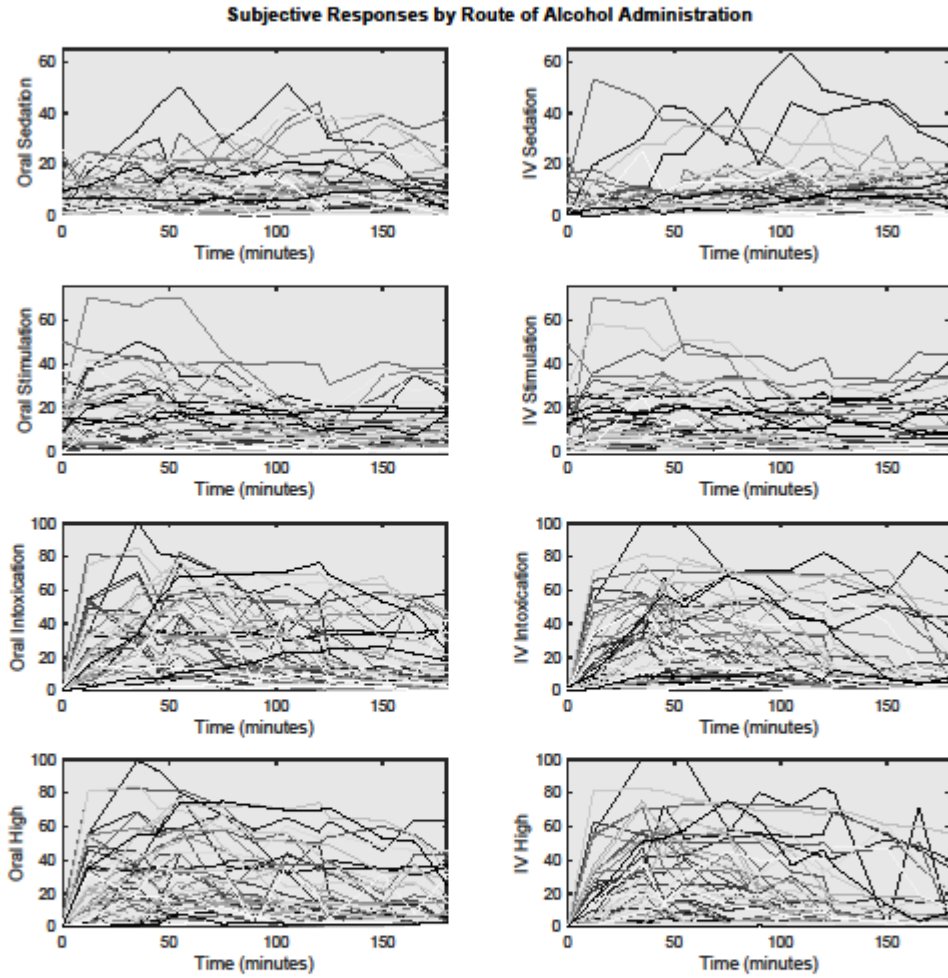 Subjective Responses by Route of Alcohol Administration
Oral Sedation
60
40
20
0
0 50 100 150
Time (minutes)
IV Sedation
60
40
20
0
0 50 100 150
Time (minutes)
Oral Stimulation
60
40
20
0
0 50 100 150
Time (minutes)
IV Stimulation
60
40
20
0
0 50 100 150
Time (minutes)
Oral Intoxication
100
80
60
40
20
0
0 50 100 150
Time (minutes)
IV Intoxication
100
80
60
40
20
0
0 50 100 150
Time (minutes)
Oral High
100
80
60
40
20
0
0 50 100 150
Time (minutes)
IV High
100
80
60
40
20
0
0 50 100 150
Time (minutes)